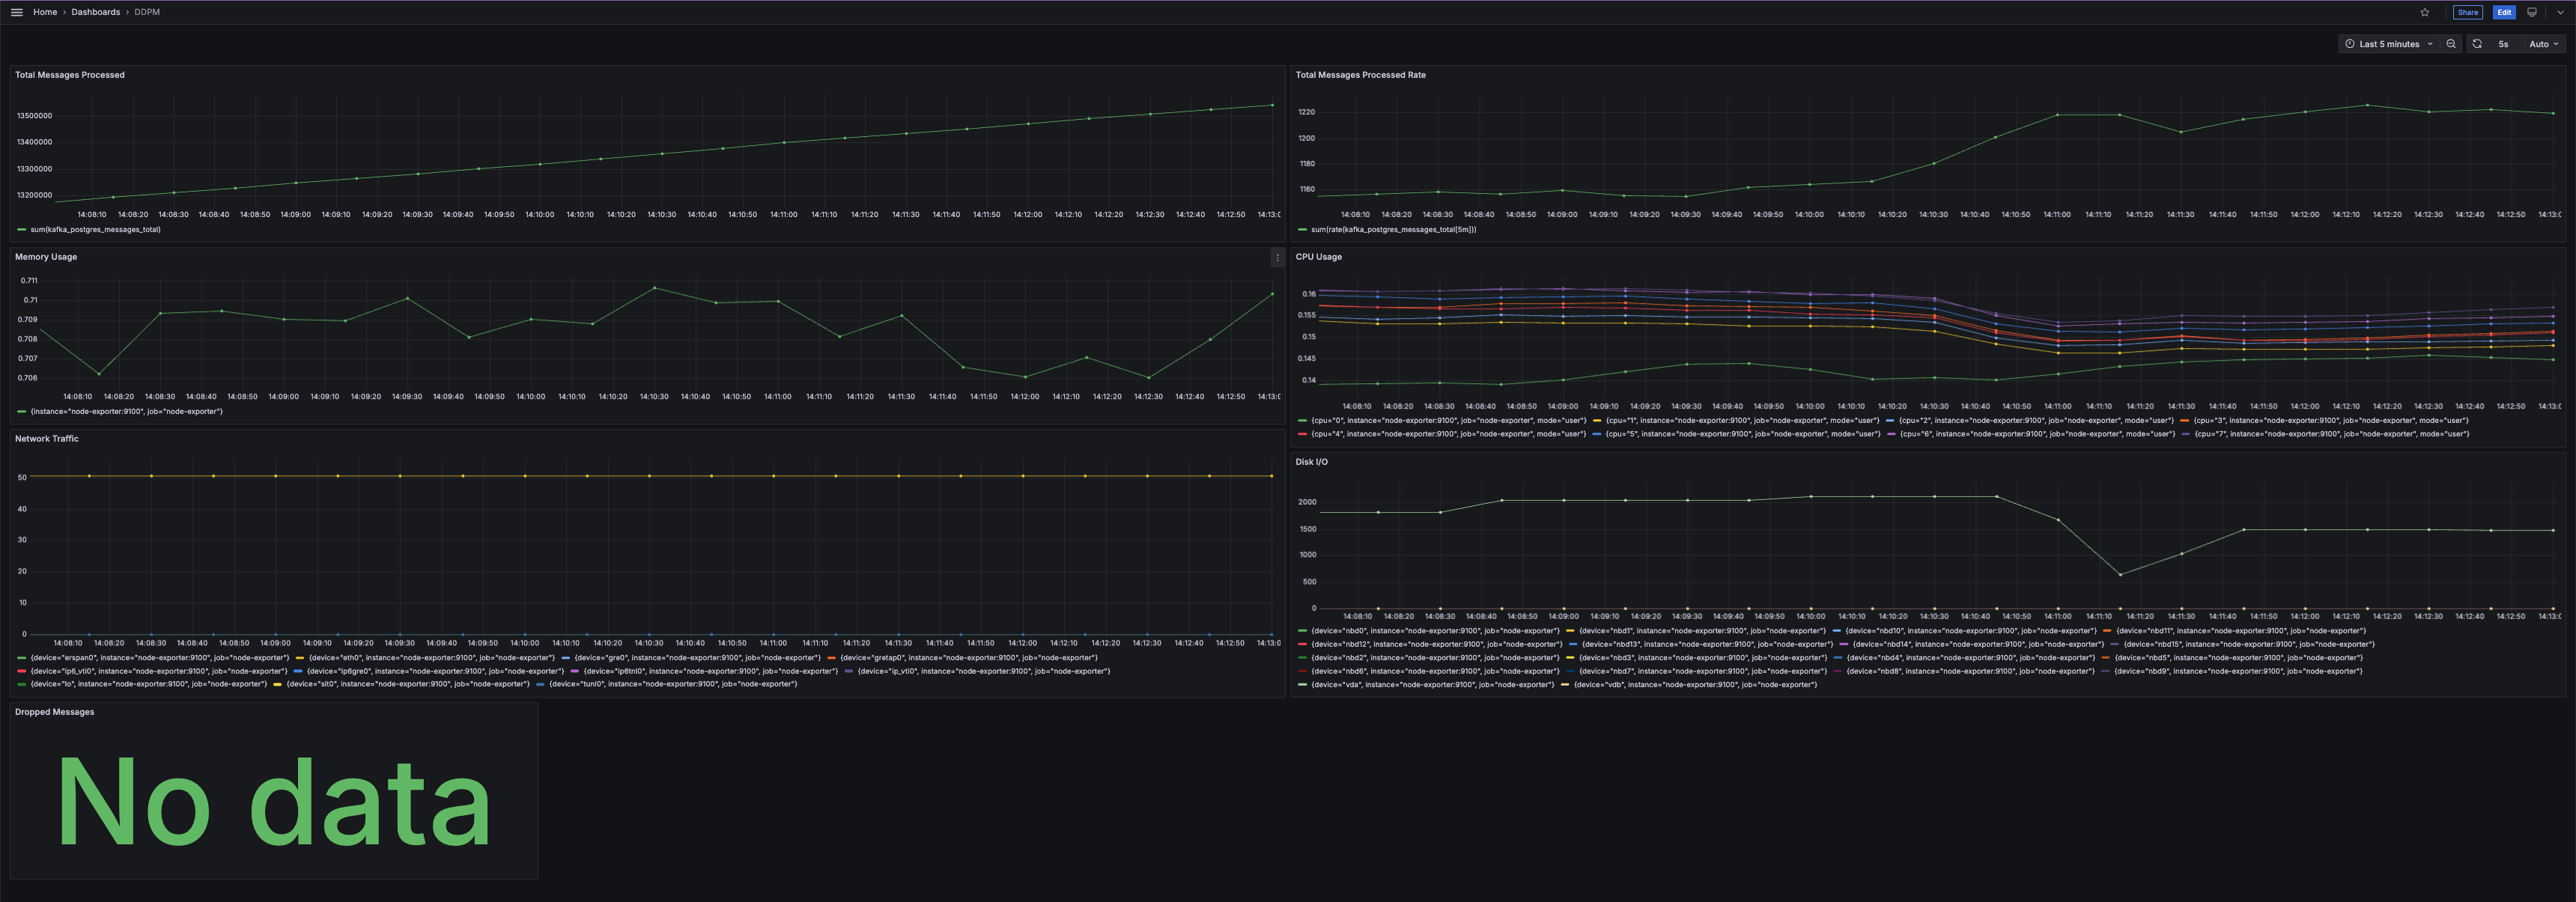 Home › Dashboards › DDPM
Share Edit
Last 5 minutes 5s Auto
Total Messages Processed
13500000
13400000
13300000
13200000
14:08:10 14:08:20 14:08:30 14:08:40 14:08:50 14:09:00 14:09:10 14:09:20 14:09:30 14:09:40 14:09:50 14:10:00 14:10:10 14:10:20 14:10:30 14:10:40 14:10:50 14:11:00 14:11:10 14:11:20 14:11:30 14:11:40 14:11:50 14:12:00 14:12:10 14:12:20 14:12:30 14:12:40 14:12:50 14:13:0
sum(kafka_postgres_messages_total)
Total Messages Processed Rate
1220
1200
1180
1160
14:08:10 14:08:20 14:08:30 14:08:40 14:08:50 14:09:00 14:09:10 14:09:20 14:09:30 14:09:40 14:09:50 14:10:00 14:10:10 14:10:20 14:10:30 14:10:40 14:10:50 14:11:00 14:11:10 14:11:20 14:11:30 14:11:40 14:11:50 14:12:00 14:12:10 14:12:20 14:12:30 14:12:40 14:12:50 14:13:0
sum(rate(kafka_postgres_messages_total[5m]))
Memory Usage
0.711
0.71
0.709
0.708
0.707
0.706
14:08:10 14:08:20 14:08:30 14:08:40 14:08:50 14:09:00 14:09:10 14:09:20 14:09:30 14:09:40 14:09:50 14:10:00 14:10:10 14:10:20 14:10:30 14:10:40 14:10:50 14:11:00 14:11:10 14:11:20 14:11:30 14:11:40 14:11:50 14:12:00 14:12:10 14:12:20 14:12:30 14:12:40 14:12:50 14:13:0
{instance="node-exporter:9100", job="node-exporter"}
CPU Usage
0.16
0.155
0.15
0.145
0.14
14:08:10 14:08:20 14:08:30 14:08:40 14:08:50 14:09:00 14:09:10 14:09:20 14:09:30 14:09:40 14:09:50 14:10:00 14:10:10 14:10:20 14:10:30 14:10:40 14:10:50 14:11:00 14:11:10 14:11:20 14:11:30 14:11:40 14:11:50 14:12:00 14:12:10 14:12:20 14:12:30 14:12:40 14:12:50 14:13:0
{cpu="0", instance="node-exporter:9100", job="node-exporter", mode="user"} {cpu="1", instance="node-exporter:9100", job="node-exporter", mode="user"} {cpu="2", instance="node-exporter:9100", job="node-exporter", mode="user"} {cpu="3", instance="node-exporter:9100", job="node-exporter", mode="user"}
{cpu="4", instance="node-exporter:9100", job="node-exporter", mode="user"} {cpu="5", instance="node-exporter:9100", job="node-exporter", mode="user"} {cpu="6", instance="node-exporter:9100", job="node-exporter", mode="user"} {cpu="7", instance="node-exporter:9100", job="node-exporter", mode="user"}
Network Traffic
50
40
30
20
10
0
14:08:10 14:08:20 14:08:30 14:08:40 14:08:50 14:09:00 14:09:10 14:09:20 14:09:30 14:09:40 14:09:50 14:10:00 14:10:10 14:10:20 14:10:30 14:10:40 14:10:50 14:11:00 14:11:10 14:11:20 14:11:30 14:11:40 14:11:50 14:12:00 14:12:10 14:12:20 14:12:30 14:12:40 14:12:50 14:13:0
{device="erspan0", instance="node-exporter:9100", job="node-exporter"} {device="eth0", instance="node-exporter:9100", job="node-exporter"} {device="gre0", instance="node-exporter:9100", job="node-exporter"} {device="gretap0", instance="node-exporter:9100", job="node-exporter"}
{device="ip6_vti0", instance="node-exporter:9100", job="node-exporter"} {device="ip6gre0", instance="node-exporter:9100", job="node-exporter"} {device="ip6tnl0", instance="node-exporter:9100", job="node-exporter"} {device="ip_vti0", instance="node-exporter:9100", job="node-exporter"}
{device="lo", instance="node-exporter:9100", job="node-exporter"} {device="sit0", instance="node-exporter:9100", job="node-exporter"} {device="tunl0", instance="node-exporter:9100", job="node-exporter"}
Disk I/O
2000
1500
1000
500
0
14:08:10 14:08:20 14:08:30 14:08:40 14:08:50 14:09:00 14:09:10 14:09:20 14:09:30 14:09:40 14:09:50 14:10:00 14:10:10 14:10:20 14:10:30 14:10:40 14:10:50 14:11:00 14:11:10 14:11:20 14:11:30 14:11:40 14:11:50 14:12:00 14:12:10 14:12:20 14:12:30 14:12:40 14:12:50 14:13:0
{device="nbd0", instance="node-exporter:9100", job="node-exporter"} {device="nbd1", instance="node-exporter:9100", job="node-exporter"} {device="nbd10", instance="node-exporter:9100", job="node-exporter"} {device="nbd11", instance="node-exporter:9100", job="node-exporter"}
{device="nbd12", instance="node-exporter:9100", job="node-exporter"} {device="nbd13", instance="node-exporter:9100", job="node-exporter"} {device="nbd14", instance="node-exporter:9100", job="node-exporter"} {device="nbd15", instance="node-exporter:9100", job="node-exporter"}
{device="nbd2", instance="node-exporter:9100", job="node-exporter"} {device="nbd3", instance="node-exporter:9100", job="node-exporter"} {device="nbd4", instance="node-exporter:9100", job="node-exporter"} {device="nbd5", instance="node-exporter:9100", job="node-exporter"}
{device="nbd6", instance="node-exporter:9100", job="node-exporter"} {device="nbd7", instance="node-exporter:9100", job="node-exporter"} {device="nbd8", instance="node-exporter:9100", job="node-exporter"} {device="nbd9", instance="node-exporter:9100", job="node-exporter"}
{device="vda", instance="node-exporter:9100", job="node-exporter"} {device="vdb", instance="node-exporter:9100", job="node-exporter"}
Dropped Messages
No data